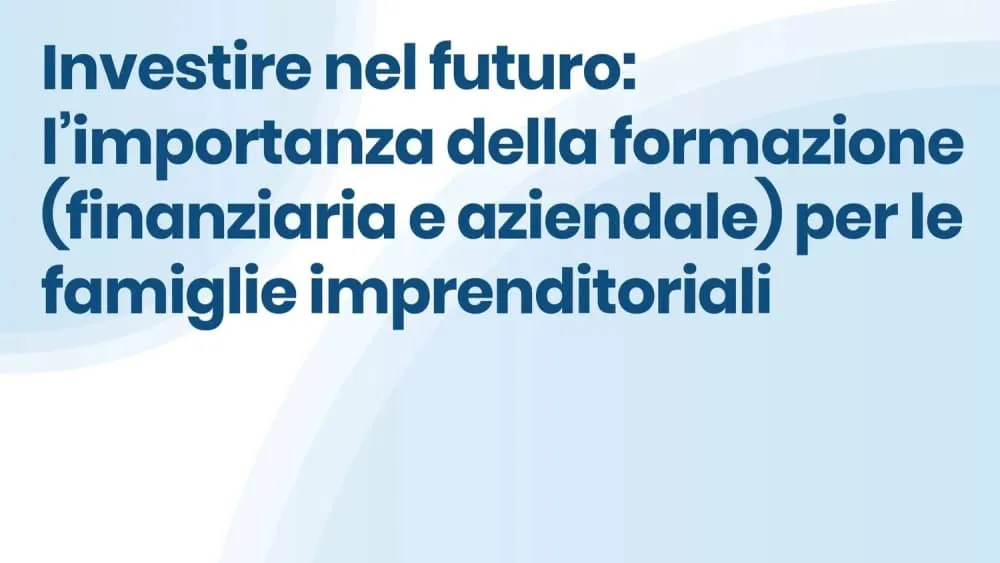 Investire nel futuro:
l’importanza della formazione
(finanziaria e aziendale) per le
famiglie imprenditoriali